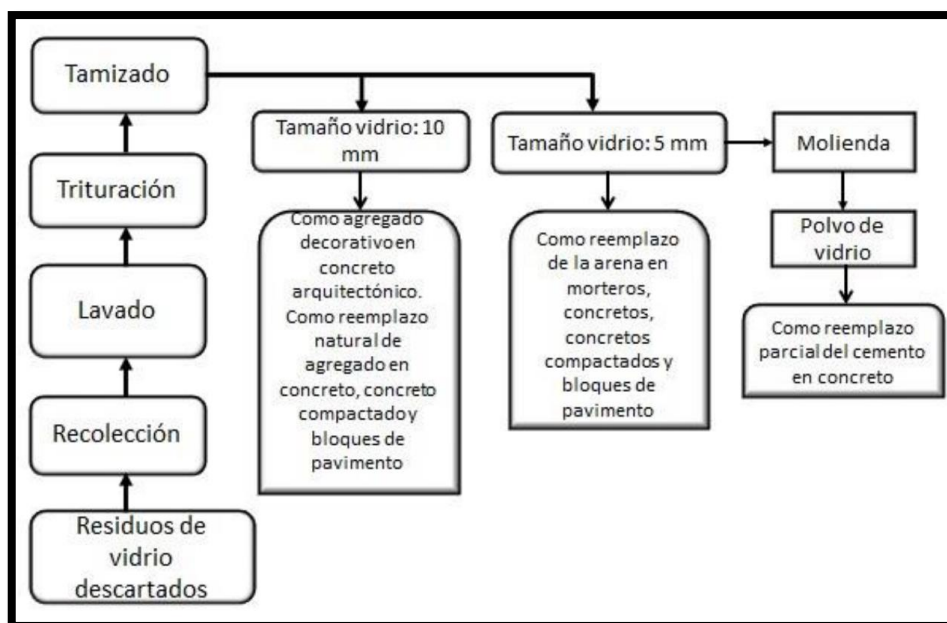 Tamizado
Tamaño vidrio: 10
mm
Tamaño vidrio: 5 mm
Molienda
Trituración
Como agregado
decorativo en
concreto
arquitectónico.
Como reemplazo
natural de
agregado en
concreto, concreto
compactado y
bloques de
pavimento
Como reemplazo
de la arena en
morteros,
concretos,
concretos
compactados y
bloques de
pavimento
Polvo de
vidrio
Como reemplazo
parcial del cemento
en concreto
Lavado
Recolección
Residuos de
vidrio
descartados